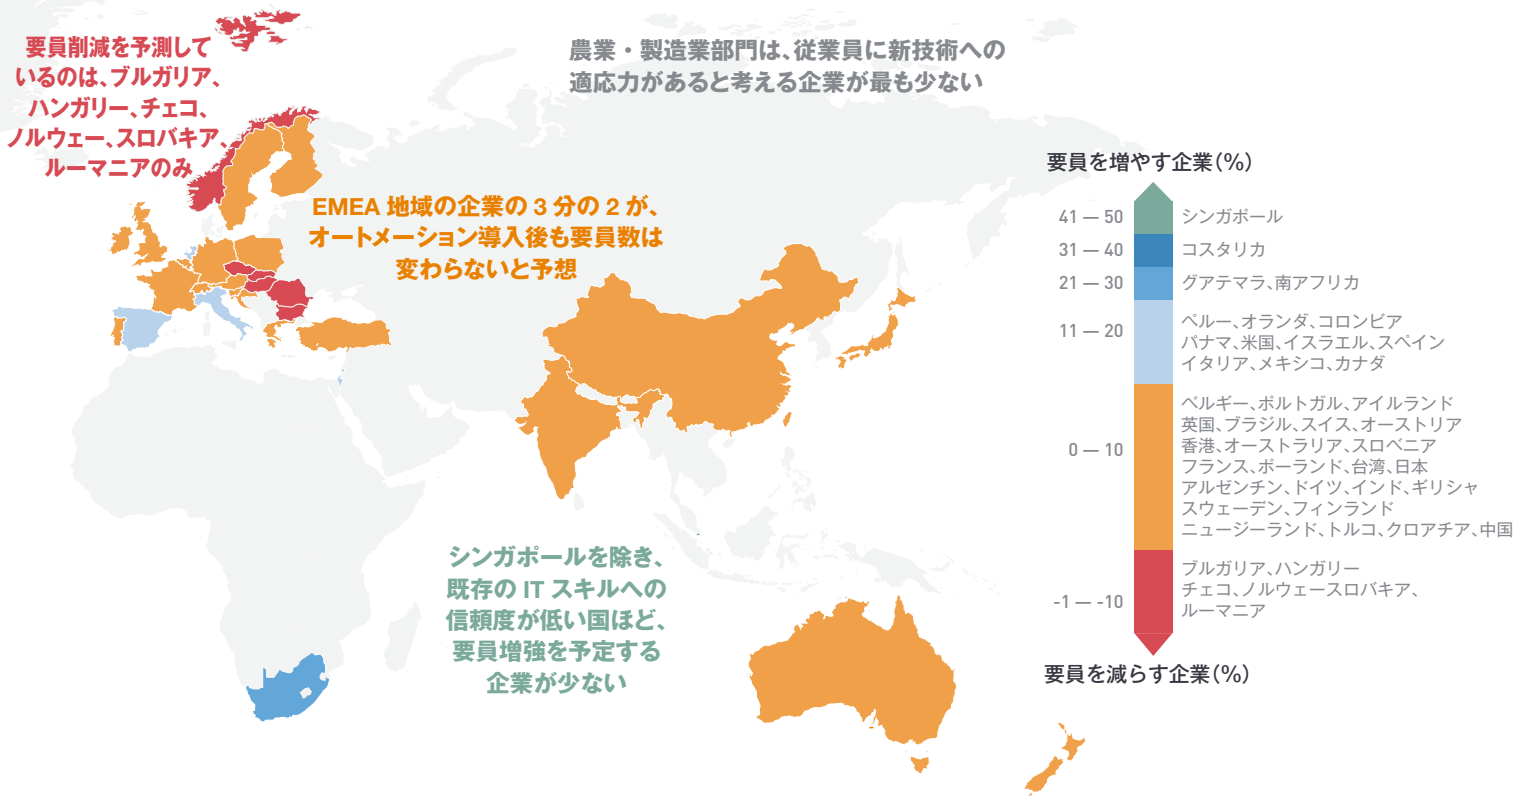 要員削減を予測して
いるのは、ブルガリア、
ハンガリー、チェコ、
ノルウェー、スロバキア、
ルーマニアのみ
農業・製造業部門は、従業員に新技術への
適応力があると考える企業が最も少ない
EMEA 地域の企業の 3 分の 2 が、
オートメーション導入後も要員数は
変わらないと予想
シンガポールを除き、
既存の IT スキルへの
信頼度が低い国ほど、
要員増強を予定する
企業が少ない
要員を増やす企業(%)
41 — 50 シンガポール
31 — 40 コスタリカ
21 — 30 グアテマラ、南アフリカ
11 — 20
ペルー、オランダ、コロンビア
パナマ、米国、イスラエル、スペイン
イタリア、メキシコ、カナダ
0 — 10
ベルギー、ポルトガル、アイルランド
英国、ブラジル、スイス、オーストリア
香港、オーストラリア、スロベニア
フランス、ポーランド、台湾、日本
アルゼンチン、ドイツ、インド、ギリシャ
スウェーデン、フィンランド
ニュージーランド、トルコ、クロアチア、中国
-1 — -10
ブルガリア、ハンガリー
チェコ、ノルウェースロバキア、
ルーマニア
要員を減らす企業(%)